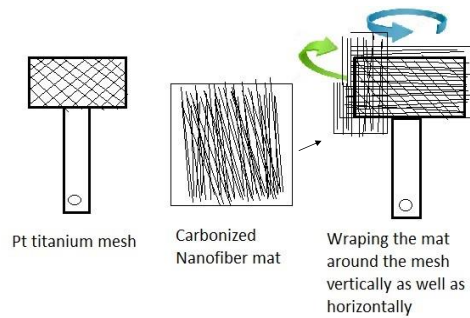 Pt titanium mesh
Carbonized
Nanofiber mat
Wraping the mat
around the mesh
vertically as well as
horizontally